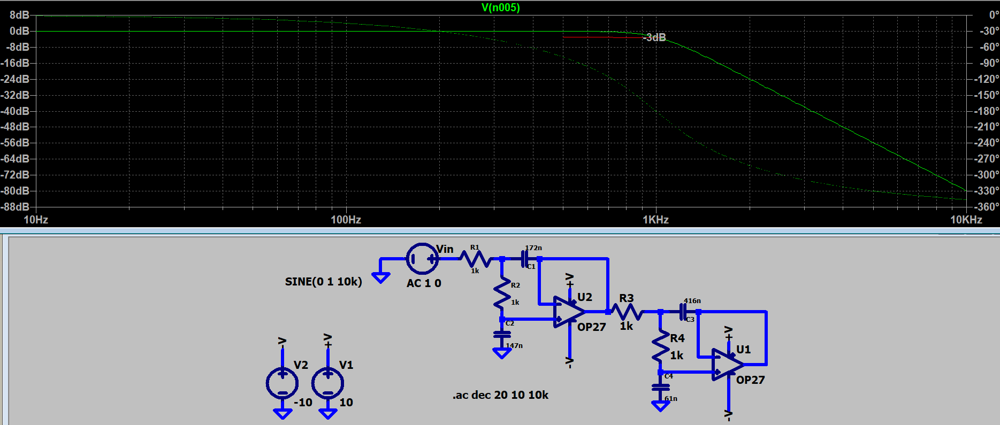 V(n005)
8dB
0dB
-8dB
-16dB
-24dB
-32dB
-40dB
-48dB
-56dB
-64dB
-72dB
-80dB
-88dB
0°
-30°
-60°
-90°
-120°
-150°
-180°
-210°
-240°
-270°
-300°
-330°
-360°
-3dB
10Hz 100Hz 1KHz 10KHz
Vin
R1
1k
172n
C1
SINE(0 1 10k)
AC 1 0
R2
1k
C2
147n
+V
U2
OP27
-V
R3
1k
416n
C3
R4
1k
C4
61n
+V
U1
OP27
-V
-V
V2
-10
+V
V1
10
.ac dec 20 10 10k